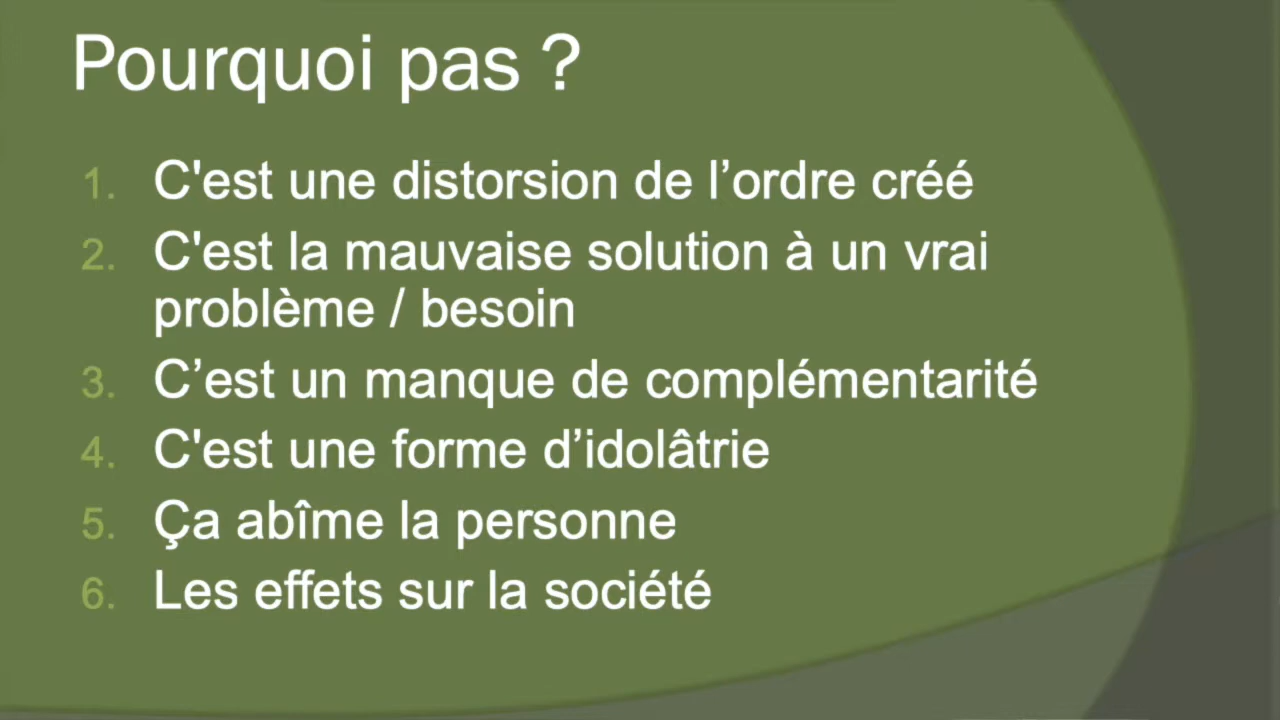 Pourquoi pas ?
1. C'est une distorsion de l’ordre créé
2. C'est la mauvaise solution à un vrai
problème / besoin
3. C’est un manque de complémentarité
4. C'est une forme d’idolâtrie
5. Ça abîme la personne
6. Les effets sur la société